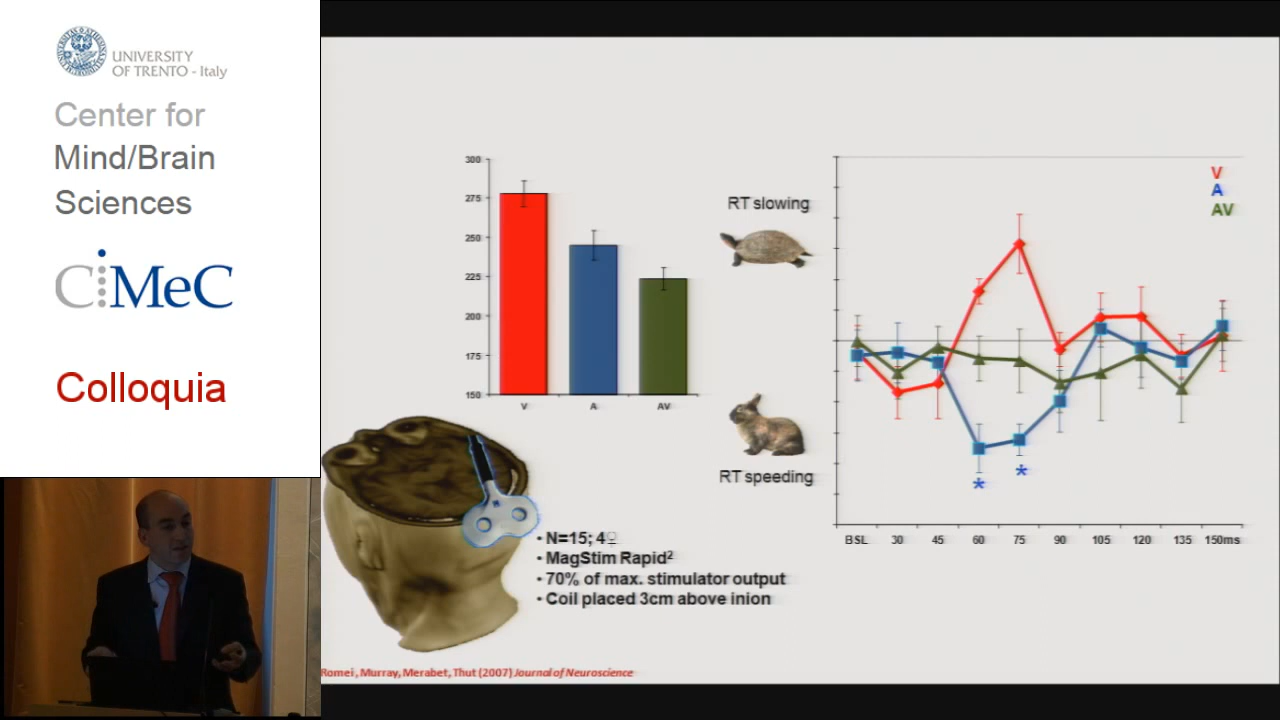 UNIVERSITY
OF TRENTO - Italy
Center for
Mind/Brain
Sciences
CiMeC
Colloquia
300
275
250
225
200
175
150
V
A
AV
RT slowing
RT speeding
V
A
AV
*
*
BSL 30 45 60 75 90 105 120 135 150ms
• N=15; 4♀
• MagStim Rapid²
• 70% of max. stimulator output
• Coil placed 3cm above inion
Romei, Murray, Merabet, Thut (2007) Journal of Neuroscience